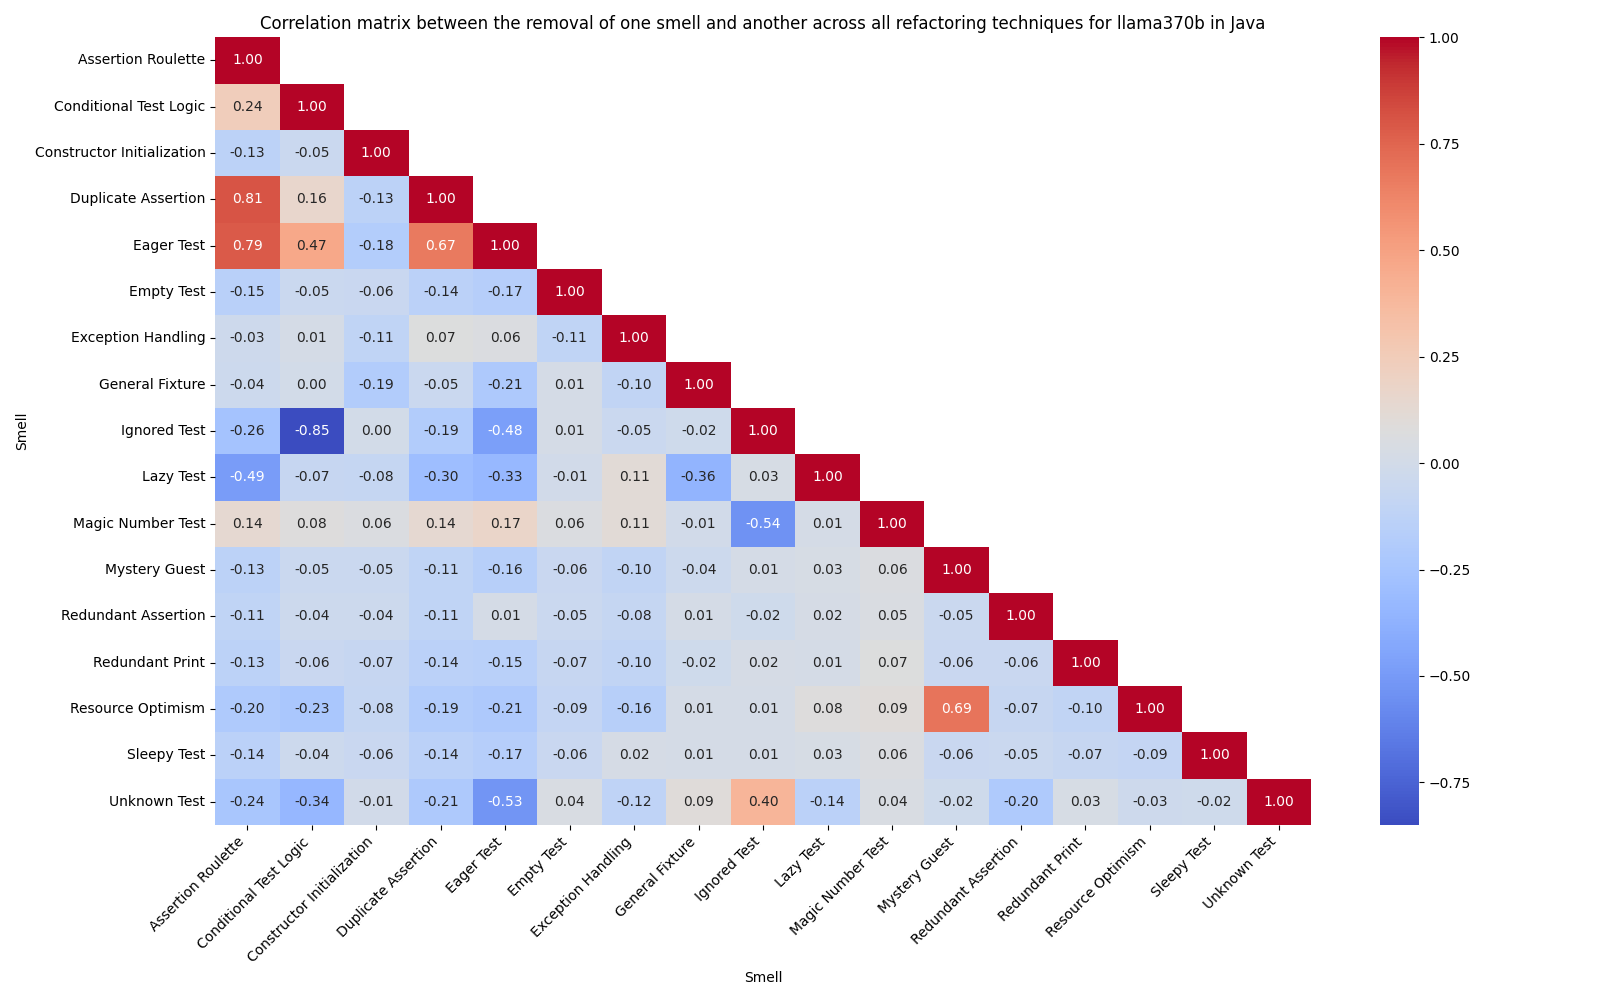 Correlation matrix between the removal of one smell and another across all refactoring techniques for llama370b in Java
Assertion Roulette 1.00
Conditional Test Logic 0.24 1.00
Constructor Initialization -0.13 -0.05 1.00
Duplicate Assertion 0.81 0.16 -0.13 1.00
Eager Test 0.79 0.47 -0.18 0.67 1.00
Empty Test -0.15 -0.05 -0.06 -0.14 -0.17 1.00
Exception Handling -0.03 0.01 -0.11 0.07 0.06 -0.11 1.00
General Fixture -0.04 0.00 -0.19 -0.05 -0.21 0.01 -0.10 1.00
Ignored Test -0.26 -0.85 0.00 -0.19 -0.48 0.01 -0.05 -0.02 1.00
Lazy Test -0.49 -0.07 -0.08 -0.30 -0.33 -0.01 0.11 -0.36 0.03 1.00
Magic Number Test 0.14 0.08 0.06 0.14 0.17 0.06 0.11 -0.01 -0.54 0.01 1.00
Mystery Guest -0.13 -0.05 -0.05 -0.11 -0.16 -0.06 -0.10 -0.04 0.01 0.03 0.06 1.00
Redundant Assertion -0.11 -0.04 -0.04 -0.11 0.01 -0.05 -0.08 0.01 -0.02 0.02 0.05 -0.05 1.00
Redundant Print -0.13 -0.06 -0.07 -0.14 -0.15 -0.07 -0.10 -0.02 0.02 0.01 0.07 -0.06 -0.06 1.00
Resource Optimism -0.20 -0.23 -0.08 -0.19 -0.21 -0.09 -0.16 0.01 0.01 0.08 0.09 0.69 -0.07 -0.10 1.00
Sleepy Test -0.14 -0.04 -0.06 -0.14 -0.17 -0.06 0.02 0.01 0.01 0.03 0.06 -0.06 -0.05 -0.07 -0.09 1.00
Unknown Test -0.24 -0.34 -0.01 -0.21 -0.53 0.04 -0.12 0.09 0.40 -0.14 0.04 -0.02 -0.20 0.03 -0.03 -0.02 1.00
Smell
Assertion Roulette
Conditional Test Logic
Constructor Initialization
Duplicate Assertion
Eager Test
Empty Test
Exception Handling
General Fixture
Ignored Test
Lazy Test
Magic Number Test
Mystery Guest
Redundant Assertion
Redundant Print
Resource Optimism
Sleepy Test
Unknown Test
Smell
1.00
0.75
0.50
0.25
0.00
−0.25
−0.50
−0.75